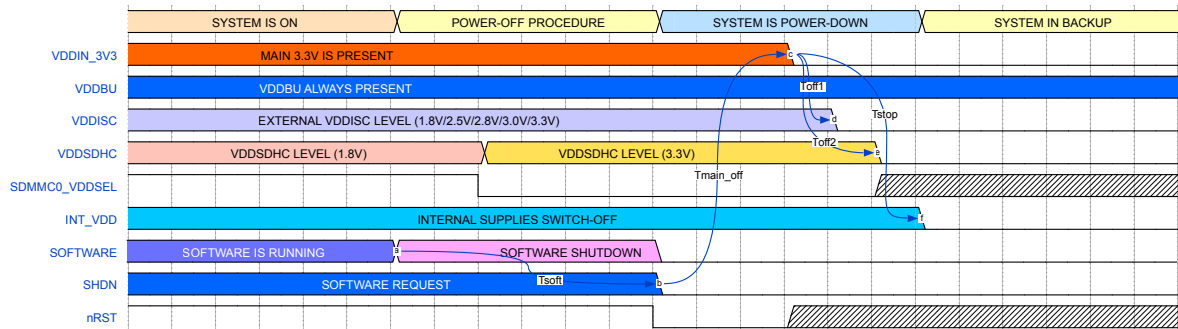 SYSTEM IS ON POWER-OFF PROCEDURE SYSTEM IS POWER-DOWN SYSTEM IN BACKUP
VDDIN_3V3 MAIN 3.3V IS PRESENT c
VDDBU VDDBU ALWAYS PRESENT Toff1
Tstop
VDDISC EXTERNAL VDDISC LEVEL (1.8V/2.5V/2.8V/3.0V/3.3V) d
Toff2
VDDSDHC VDDSDHC LEVEL (1.8V) VDDSDHC LEVEL (3.3V) e
Tmain_off
SDMMC0_VDDSEL
INT_VDD INTERNAL SUPPLIES SWITCH-OFF f
SOFTWARE SOFTWARE IS RUNNING a SOFTWARE SHUTDOWN
Tsoft
SHDN SOFTWARE REQUEST b
nRST